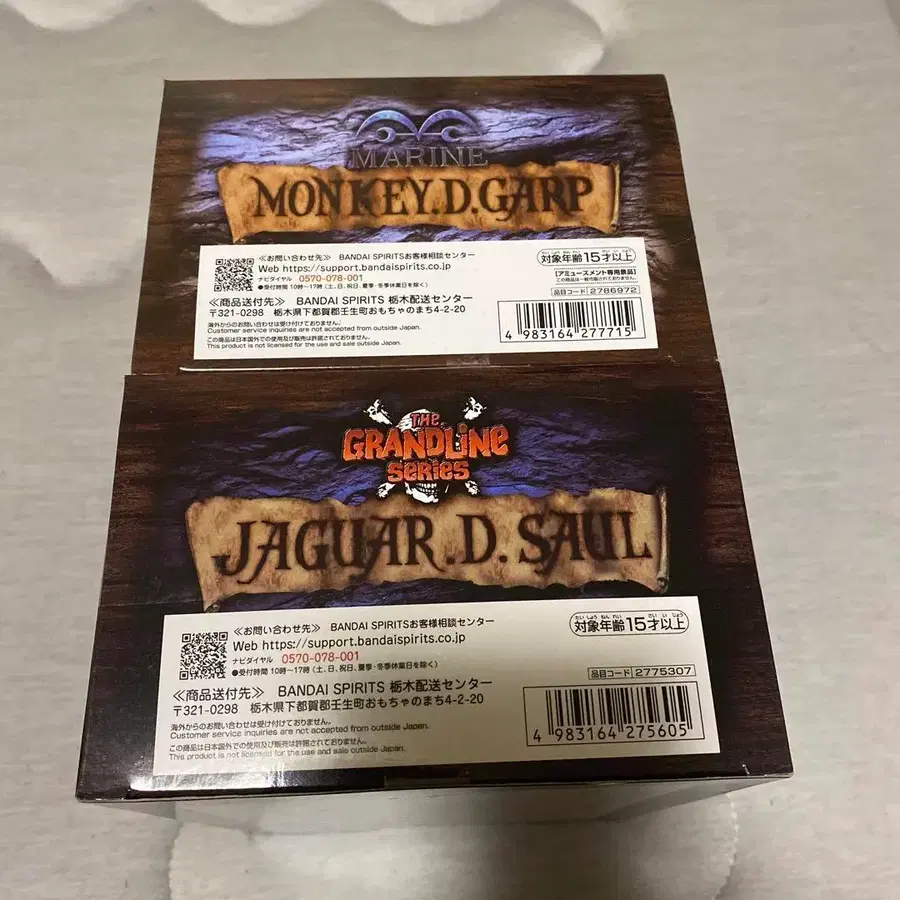 MARINE
MONKEY.D.GARP
≪お問い合わせ先≫ BANDAI SPIRITSお客様相談センター
Web https://support.bandaispirits.co.jp
ナビダイヤル 0570-078-001
●受付時間 10時～17時(土、日、祝日、夏季・冬季休業日を除く)
≪商品送付先≫ BANDAI SPIRITS 栃木配送センター
〒321-0298 栃木県下都賀郡壬生町おもちゃのまち4-2-20
海外からのお問い合わせは受け付けておりません。
Customer service inquiries are not accepted from outside Japan.
この商品は日本国外での使用及び販売は許諾されておりません。
This product is not licensed for the use and sale outside Japan.
対象年齢15才以上
[アミューズメント専用景品]
品目コード 2786972
4 983164 277715
THE
GRANDLINE
SERIES
JAGUAR.D.SAUL
≪お問い合わせ先≫ BANDAI SPIRITSお客様相談センター
Web https://support.bandaispirits.co.jp
ナビダイヤル 0570-078-001
●受付時間 10時～17時(土、日、祝日、夏季・冬季休業日を除く)
≪商品送付先≫ BANDAI SPIRITS 栃木配送センター
〒321-0298 栃木県下都賀郡壬生町おもちゃのまち4-2-20
海外からのお問い合わせは受け付けておりません。
Customer service inquiries are not accepted from outside Japan.
この商品は日本国外での使用及び販売は許諾されておりません。
This product is not licensed for the use and sale outside Japan.
たいしょうねんれい さいいじょう
対象年齢15才以上
品目コード 2775307
4 983164 275605